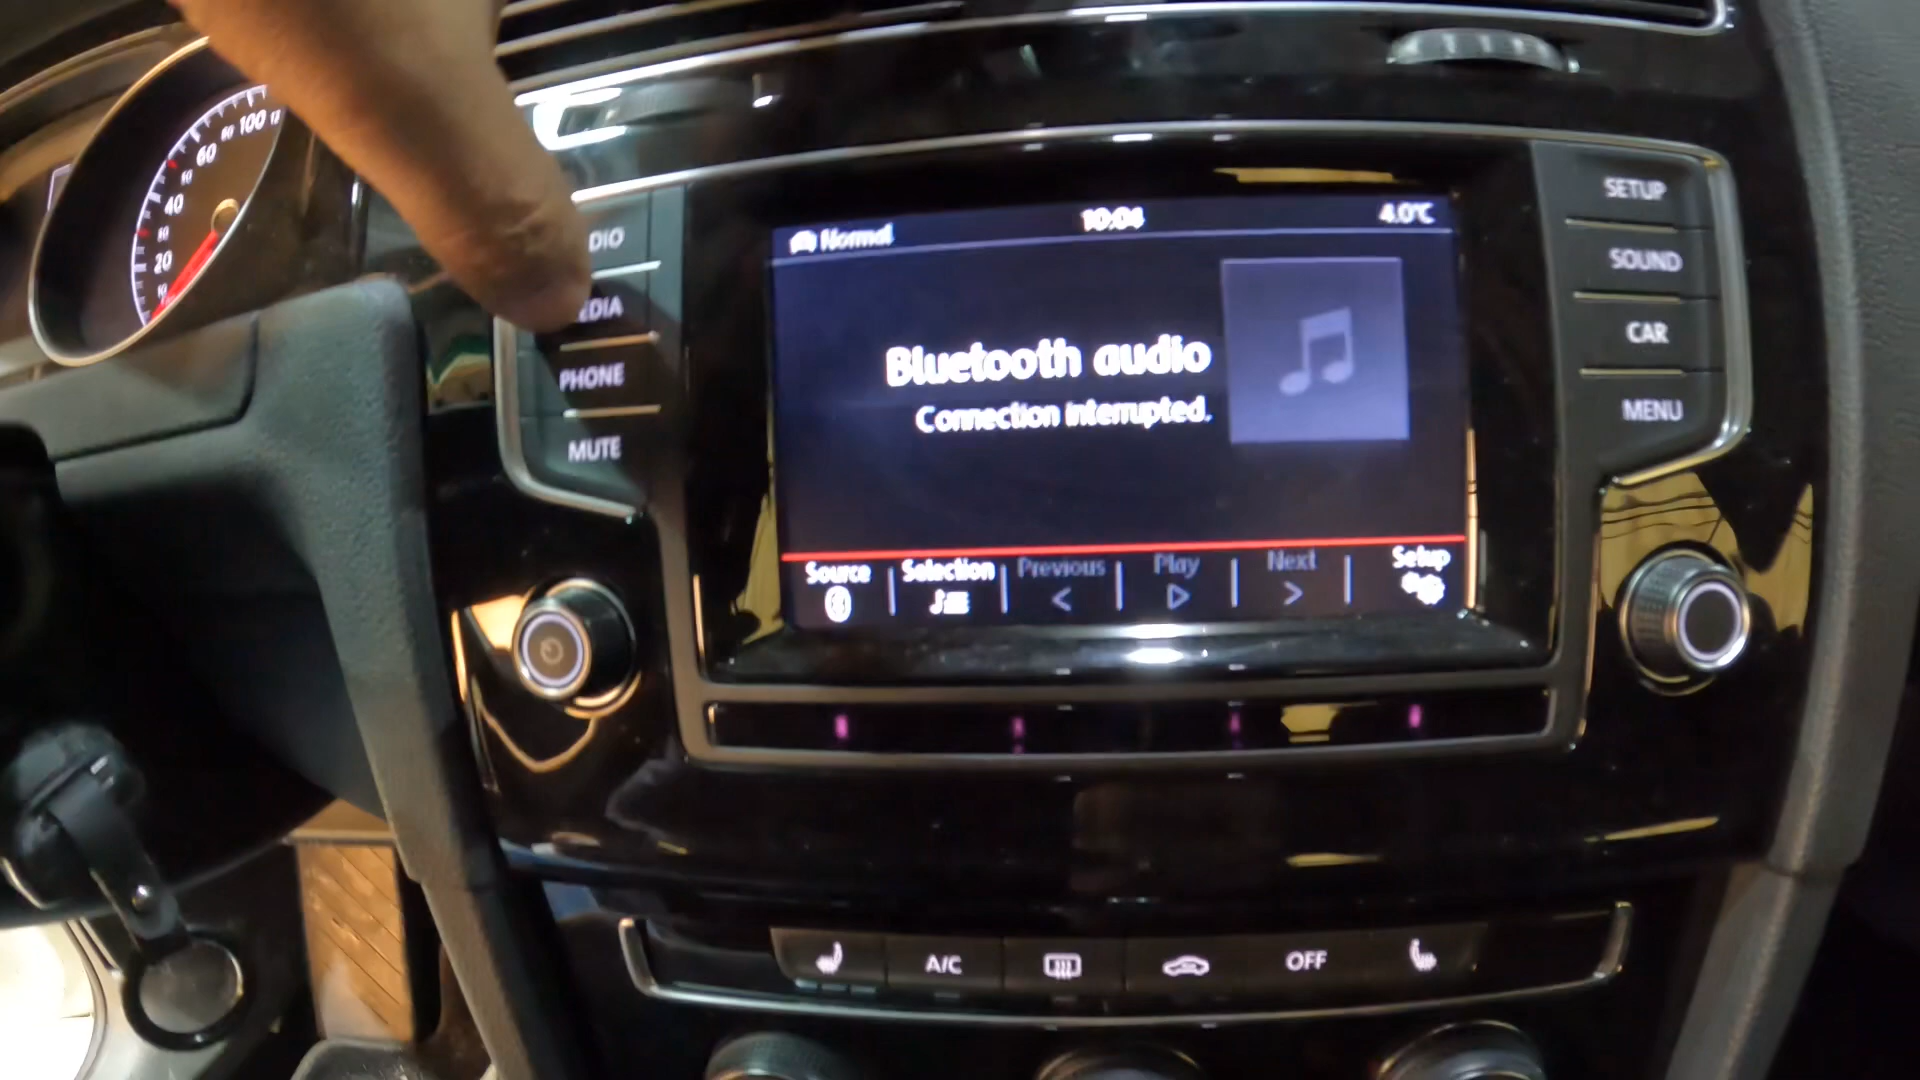 100
80
60
40
20
DIO
EDIA
PHONE
MUTE
Normal 10:04 4.0°C
Bluetooth audio
Connection interrupted.
Source Selection Previous Play Next Setup
SETUP
SOUND
CAR
MENU
A/C OFF